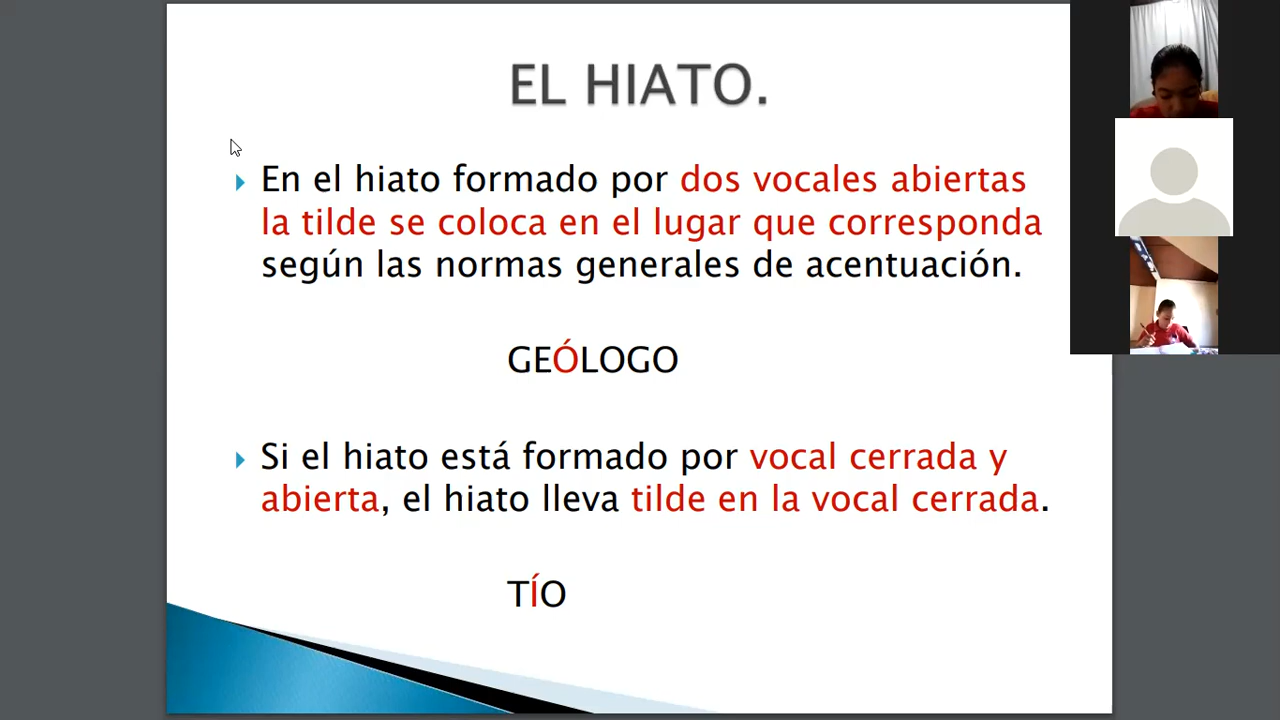 EL HIATO.
En el hiato formado por dos vocales abiertas
la tilde se coloca en el lugar que corresponda
según las normas generales de acentuación.
GEÓLOGO
Si el hiato está formado por vocal cerrada y
abierta, el hiato lleva tilde en la vocal cerrada.
TÍO